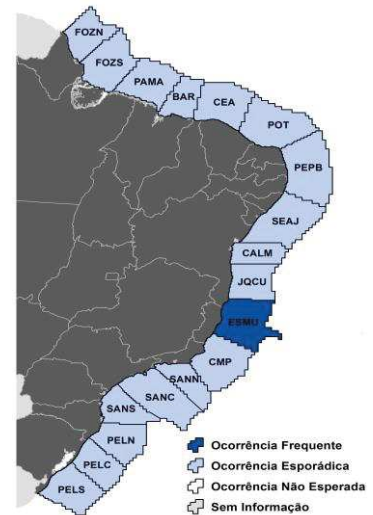 FOZN
FOZS
PAMA
BAR
CEA
POT
PEPB
SEAJ
CALM
JQCU
ESMU
CMP
SANN
SANC
SANS
PELN
PELC
PELS
Ocorrência Frequente
Ocorrência Esporádica
Ocorrência Não Esperada
Sem Informação